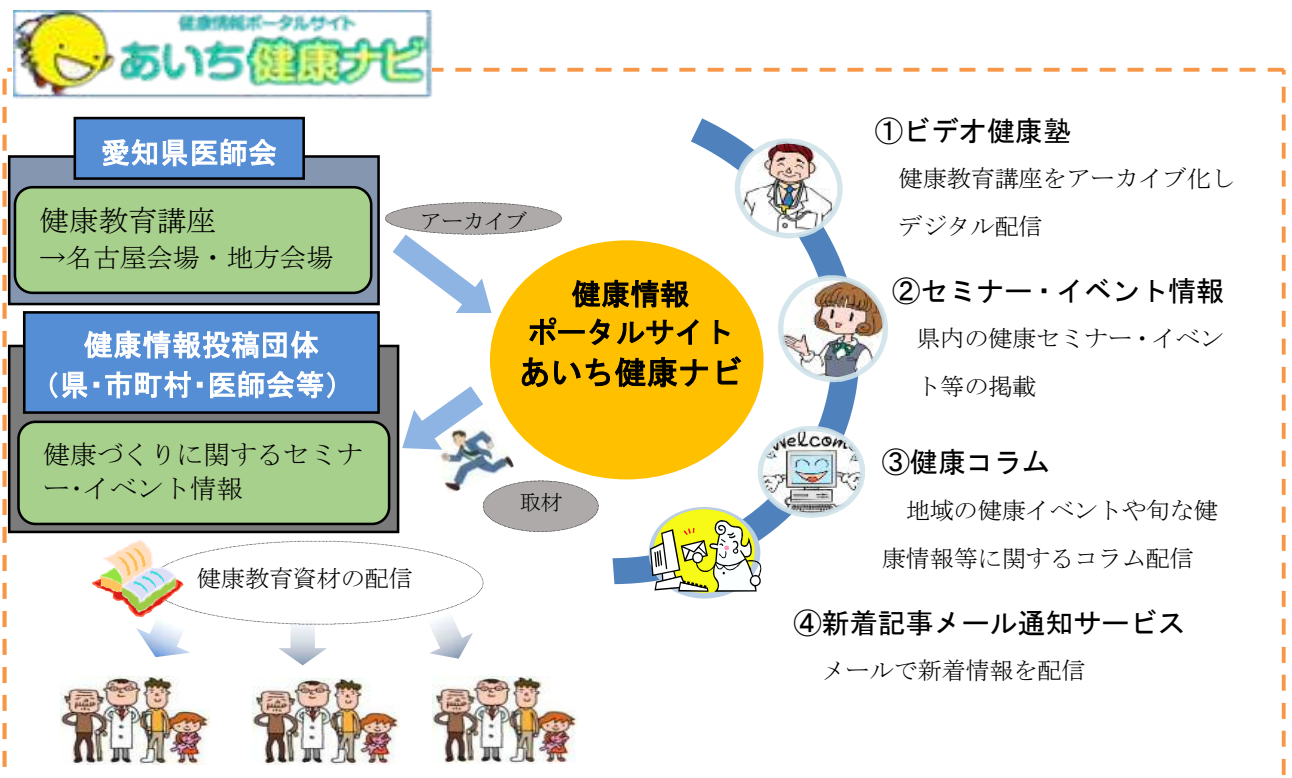 健康情報ポータルサイト
あいち健康ナビ
愛知県医師会
健康教育講座
→名古屋会場・地方会場
アーカイブ
健康情報投稿団体
（県・市町村・医師会等）
健康づくりに関するセミナ
ー・イベント情報
取材
健康教育資材の配信
健康情報
ポータルサイト
あいち健康ナビ
①ビデオ健康塾
健康教育講座をアーカイブ化し
デジタル配信
②セミナー・イベント情報
県内の健康セミナー・イベン
ト等の掲載
welcom
③健康コラム
地域の健康イベントや旬な健
康情報等に関するコラム配信
④新着記事メール通知サービス
メールで新着情報を配信